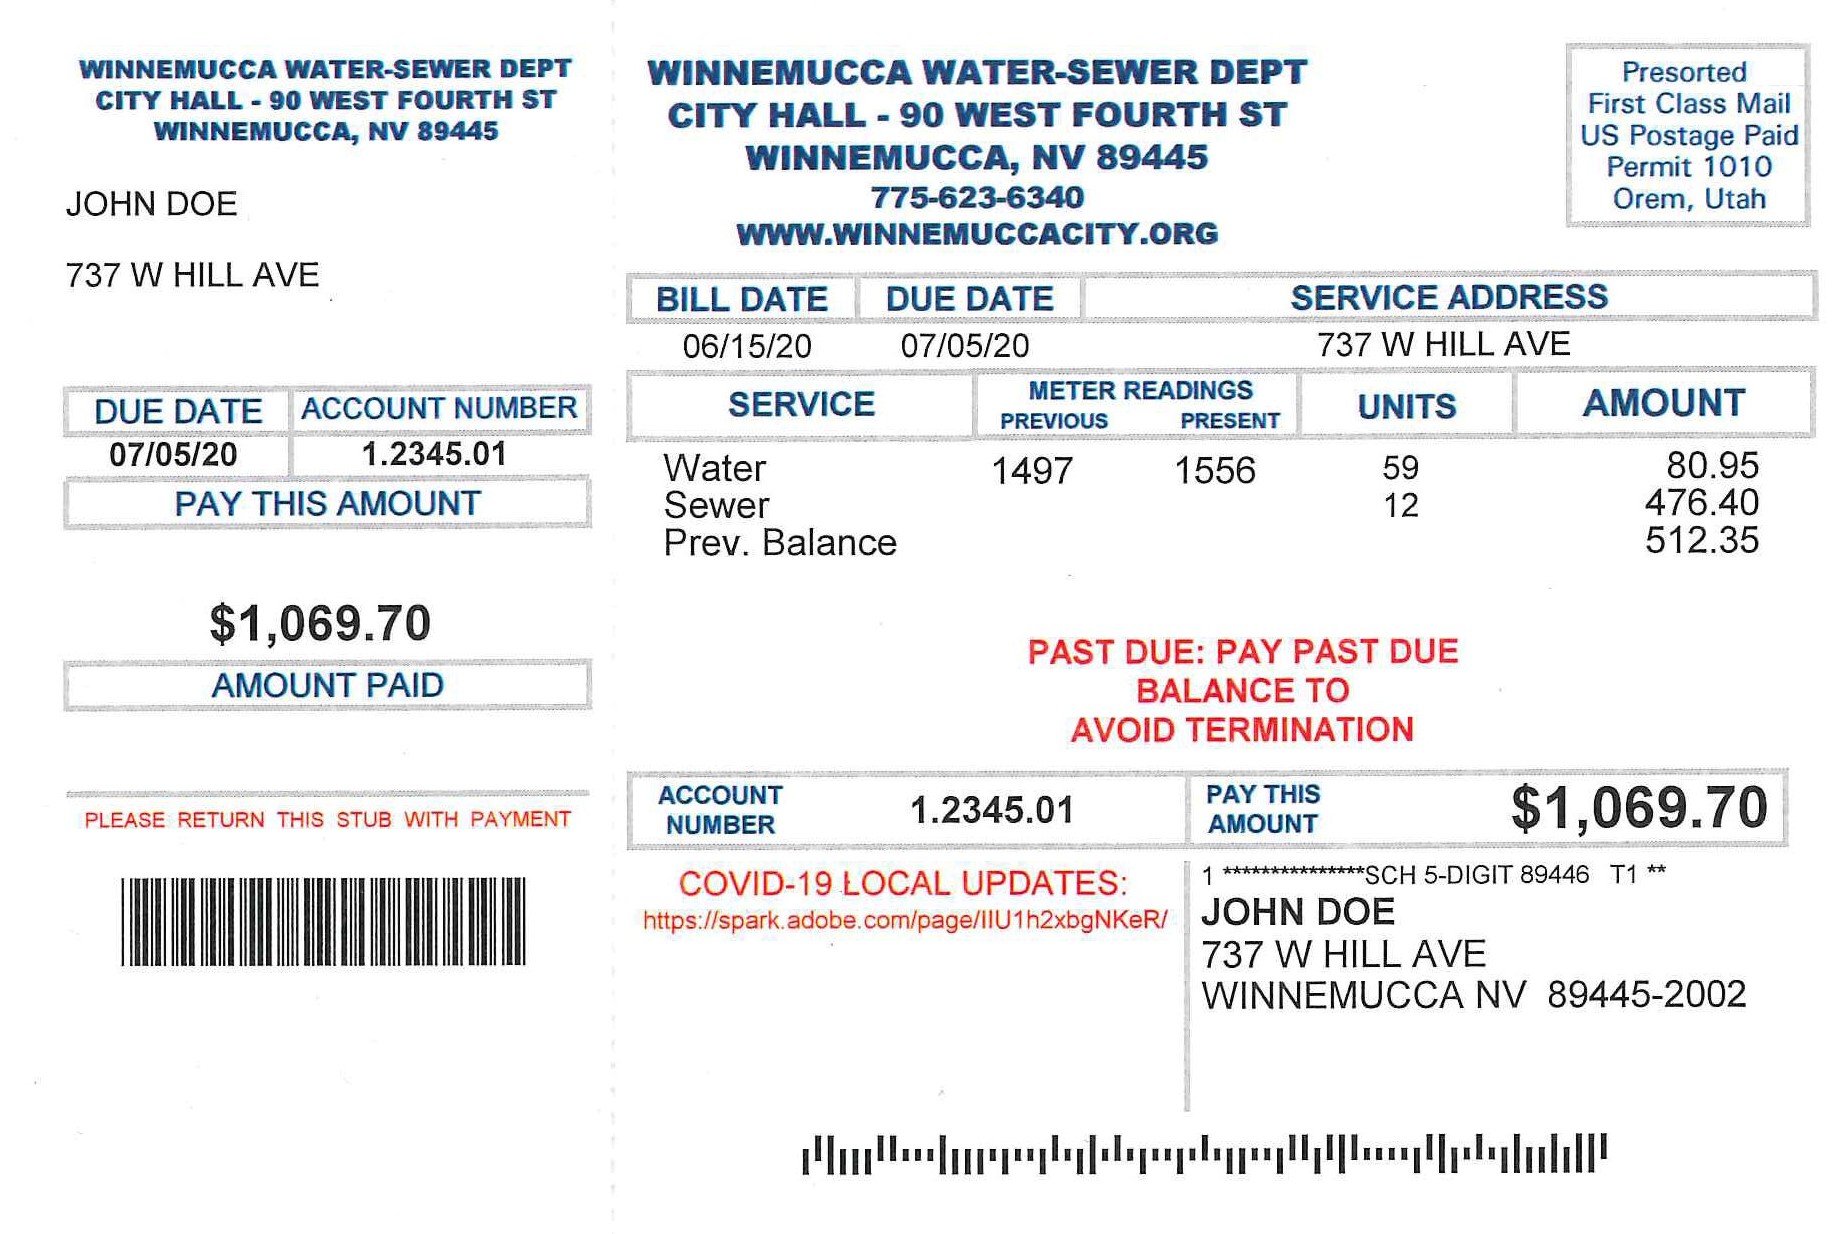 WINNEMUCCA WATER-SEWER DEPT
CITY HALL - 90 WEST FOURTH ST
WINNEMUCCA, NV 89445
JOHN DOE
737 W HILL AVE
DUE DATE ACCOUNT NUMBER
07/05/20 1.2345.01
PAY THIS AMOUNT
$1,069.70
AMOUNT PAID
PLEASE RETURN THIS STUB WITH PAYMENT
WINNEMUCCA WATER-SEWER DEPT
CITY HALL - 90 WEST FOURTH ST
WINNEMUCCA, NV 89445
775-623-6340
WWW.WINNEMUCCACITY.ORG
Presorted
First Class Mail
US Postage Paid
Permit 1010
Orem, Utah
BILL DATE DUE DATE SERVICE ADDRESS
06/15/20 07/05/20 737 W HILL AVE
SERVICE METER READINGS UNITS AMOUNT
PREVIOUS PRESENT
Water 1497 1556 59 80.95
Sewer 12 476.40
Prev. Balance 512.35
PAST DUE: PAY PAST DUE
BALANCE TO
AVOID TERMINATION
ACCOUNT NUMBER 1.2345.01 PAY THIS AMOUNT $1,069.70
COVID-19 LOCAL UPDATES:
https://spark.adobe.com/page/IIU1h2xbgNKeR/
1 ***************SCH 5-DIGIT 89446 T1 **
JOHN DOE
737 W HILL AVE
WINNEMUCCA NV 89445-2002